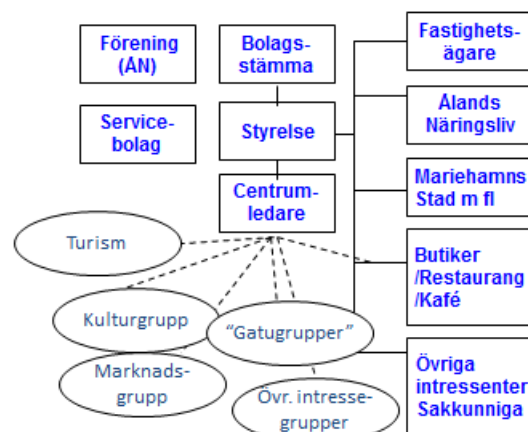 Förening
(ÅN)
Bolags-
stämma
Fastighets-
ägare
Service-
bolag
Styrelse
Ålands
Näringsliv
Centrum-
ledare
Mariehamns
Stad m fl
Turism
Butiker
/Restaurang
/Kafé
Kulturgrupp
"Gatugrupper"
Marknads-
grupp
Övr. intresse-
grupper
Övriga
intressenter
Sakkunniga